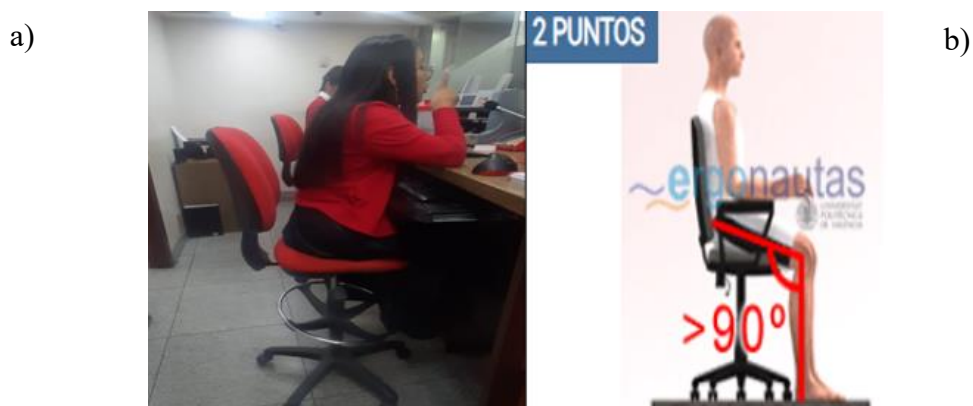 a)
2 PUNTOS
b)
ergonautas
UNIVERSITAT
POLITÈCNICA
DE VALÈNCIA
>90º